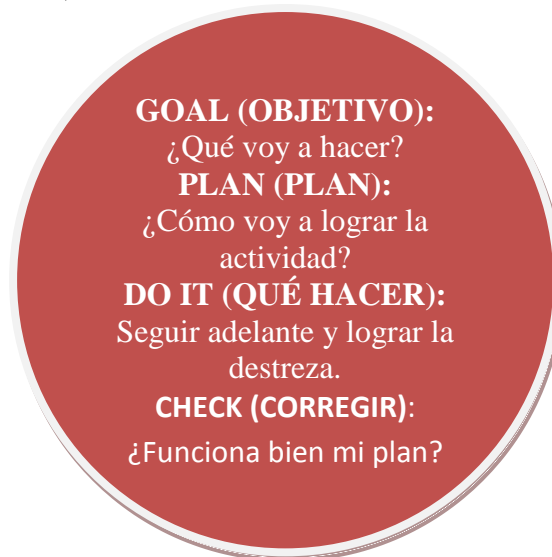 GOAL (OBJETIVO):
¿Qué voy a hacer?
PLAN (PLAN):
¿Cómo voy a lograr la
actividad?
DO IT (QUÉ HACER):
Seguir adelante y lograr la
destreza.
CHECK (CORREGIR):
¿Funciona bien mi plan?